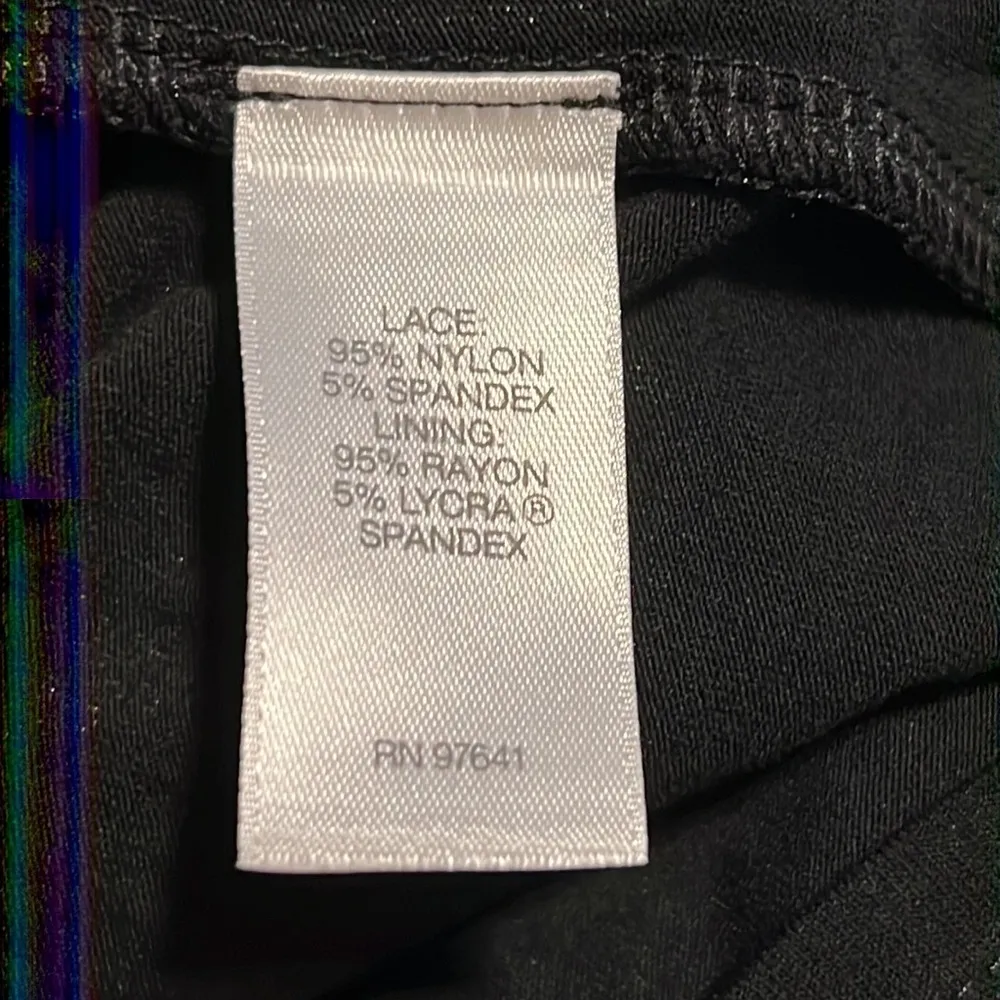 LACE:
95% NYLON
5% SPANDEX
LINING:
95% RAYON
5% LYCRA ®
SPANDEX
RN 97641